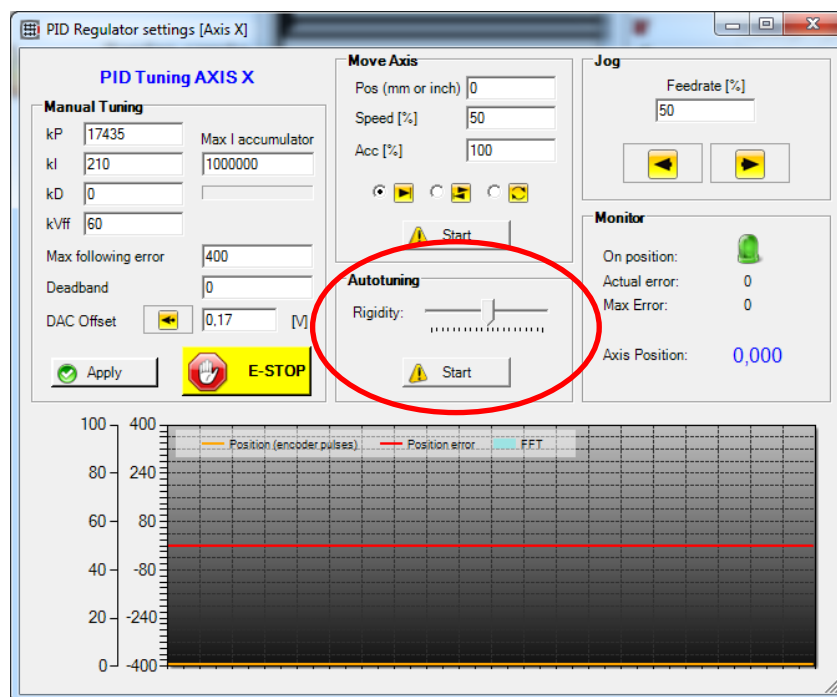 PID Regulator settings [Axis X]
PID Tuning AXIS X
Manual Tuning
kP 17435
Max I accumulator
kI 210 1000000
kD 0
kVff 60
Max following error 400
Deadband 0
DAC Offset 0,17 [V]
Apply
E-STOP
Move Axis
Pos (mm or inch) 0
Speed [%] 50
Acc [%] 100
Start
Autotuning
Rigidity:
Start
Jog
Feedrate [%]
50
Monitor
On position:
Actual error: 0
Max Error: 0
Axis Position: 0,000
Position (encoder pulses) Position error FFT
100 400
80 240
60 80
40 -80
20 -240
0 -400